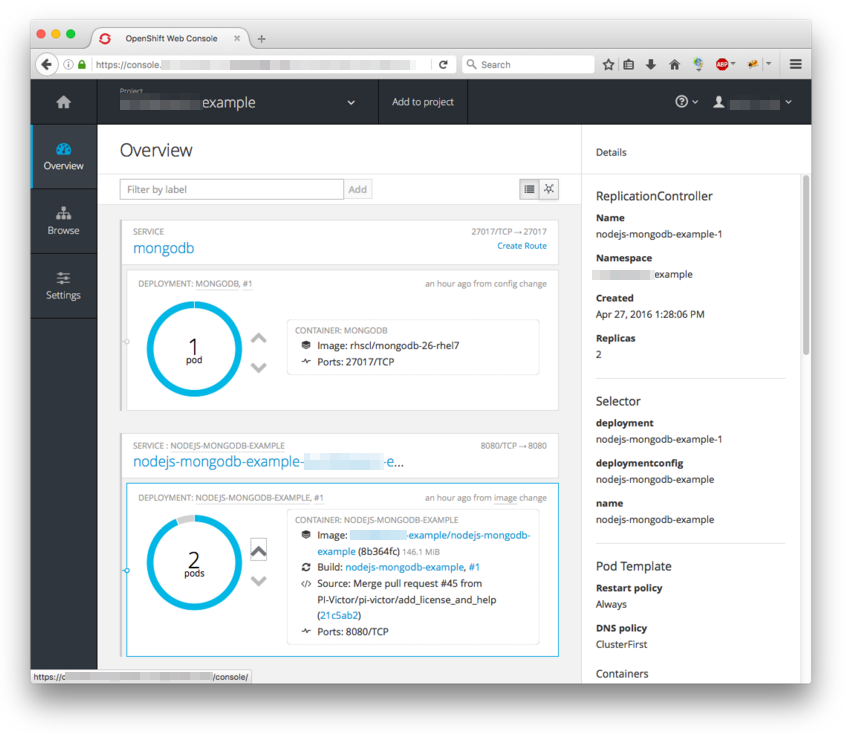 OpenShift Web Console
https://console.
Search
Project
example
Add to project
Overview
Browse
Settings
Overview
Filter by label
Add
SERVICE
27017/TCP → 27017
mongodb
Create Route
DEPLOYMENT: MONGODB, #1
an hour ago from config change
1
pod
CONTAINER: MONGODB
Image: rhscl/mongodb-26-rhel7
Ports: 27017/TCP
SERVICE : NODEJS-MONGODB-EXAMPLE
8080/TCP → 8080
nodejs-mongodb-example- -e...
DEPLOYMENT: NODEJS-MONGODB-EXAMPLE, #1
an hour ago from image change
2
pods
CONTAINER: NODEJS-MONGODB-EXAMPLE
Image: -example/nodejs-mongodb-
example (8b364fc) 146.1 MiB
Build: nodejs-mongodb-example, #1
Source: Merge pull request #45 from
PI-Victor/pi-victor/add_license_and_help
(21c5ab2)
Ports: 8080/TCP
Details
ReplicationController
Name
nodejs-mongodb-example-1
Namespace
example
Created
Apr 27, 2016 1:28:06 PM
Replicas
2
Selector
deployment
nodejs-mongodb-example-1
deploymentconfig
nodejs-mongodb-example
name
nodejs-mongodb-example
Pod Template
Restart policy
Always
DNS policy
ClusterFirst
Containers
https://c /console/